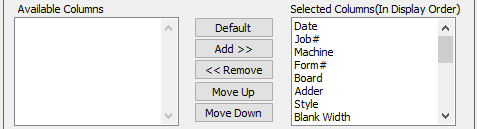 Available Columns
Default
Add >>
<< Remove
Move Up
Move Down
Selected Columns(In Display Order)
Date
Job#
Machine
Form#
Board
Adder
Style
Blank Width